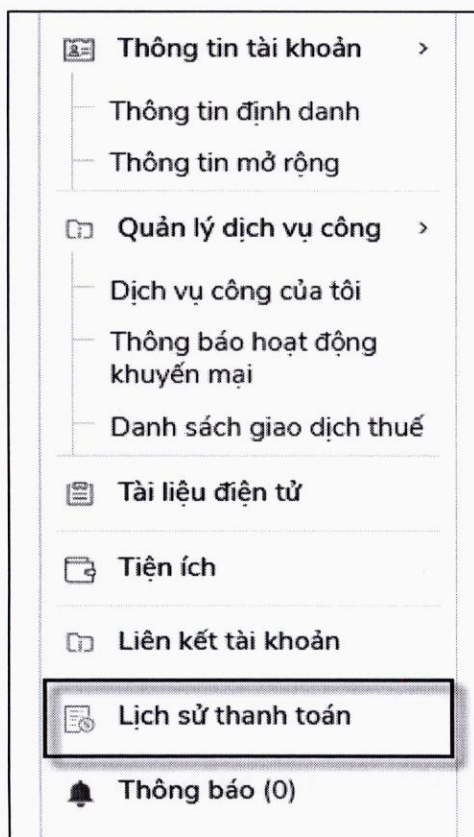 Thông tin tài khoản >
Thông tin định danh
Thông tin mở rộng
Quản lý dịch vụ công >
Dịch vụ công của tôi
Thông báo hoạt động
khuyến mại
Danh sách giao dịch thuế
Tài liệu điện tử
Tiện ích
Liên kết tài khoản
Lịch sử thanh toán
Thông báo (0)